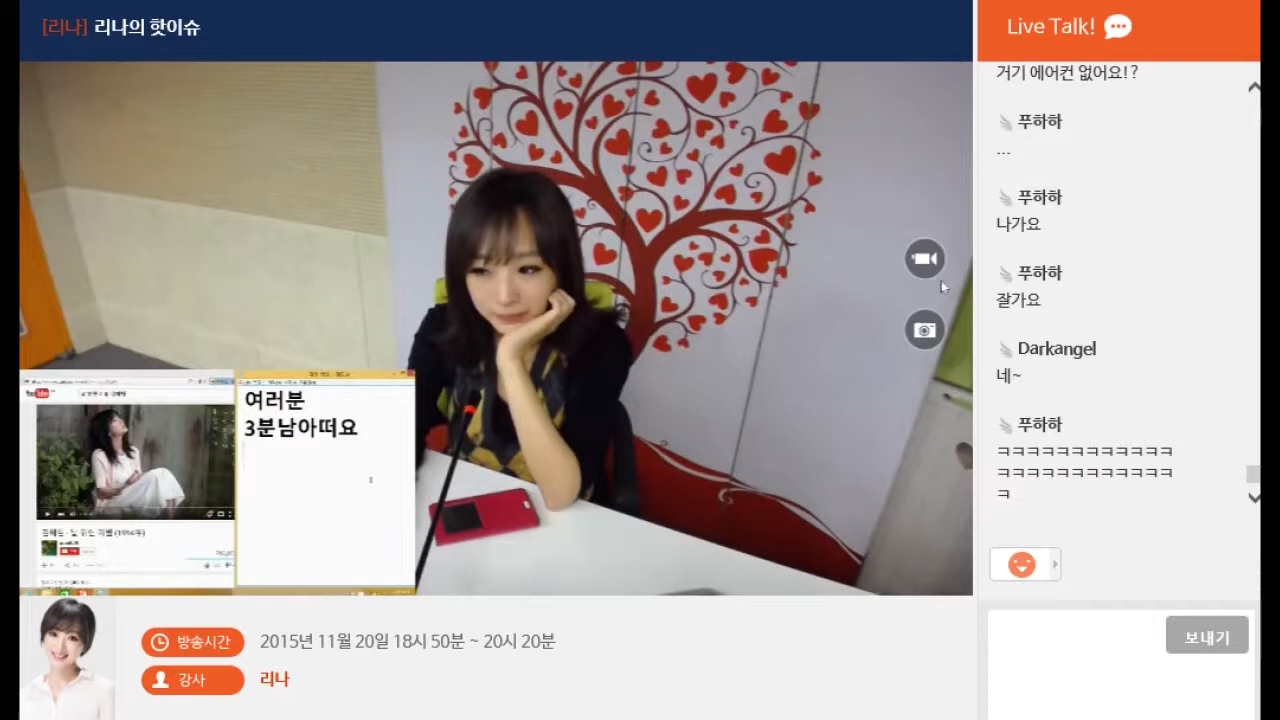 [리나] 리나의 핫이슈
여러분
3분남아떠요
방송시간
2015년 11월 20일 18시 50분 ~ 20시 20분
강사
리나
Live Talk!
거기 에어컨 없어요!?
푸하하
...
푸하하
나가요
푸하하
잘가요
Darkangel
네~
푸하하
ㅋㅋㅋㅋㅋㅋㅋㅋㅋㅋㅋㅋ
ㅋㅋㅋㅋㅋㅋㅋㅋㅋㅋㅋㅋ
ㅋ
보내기